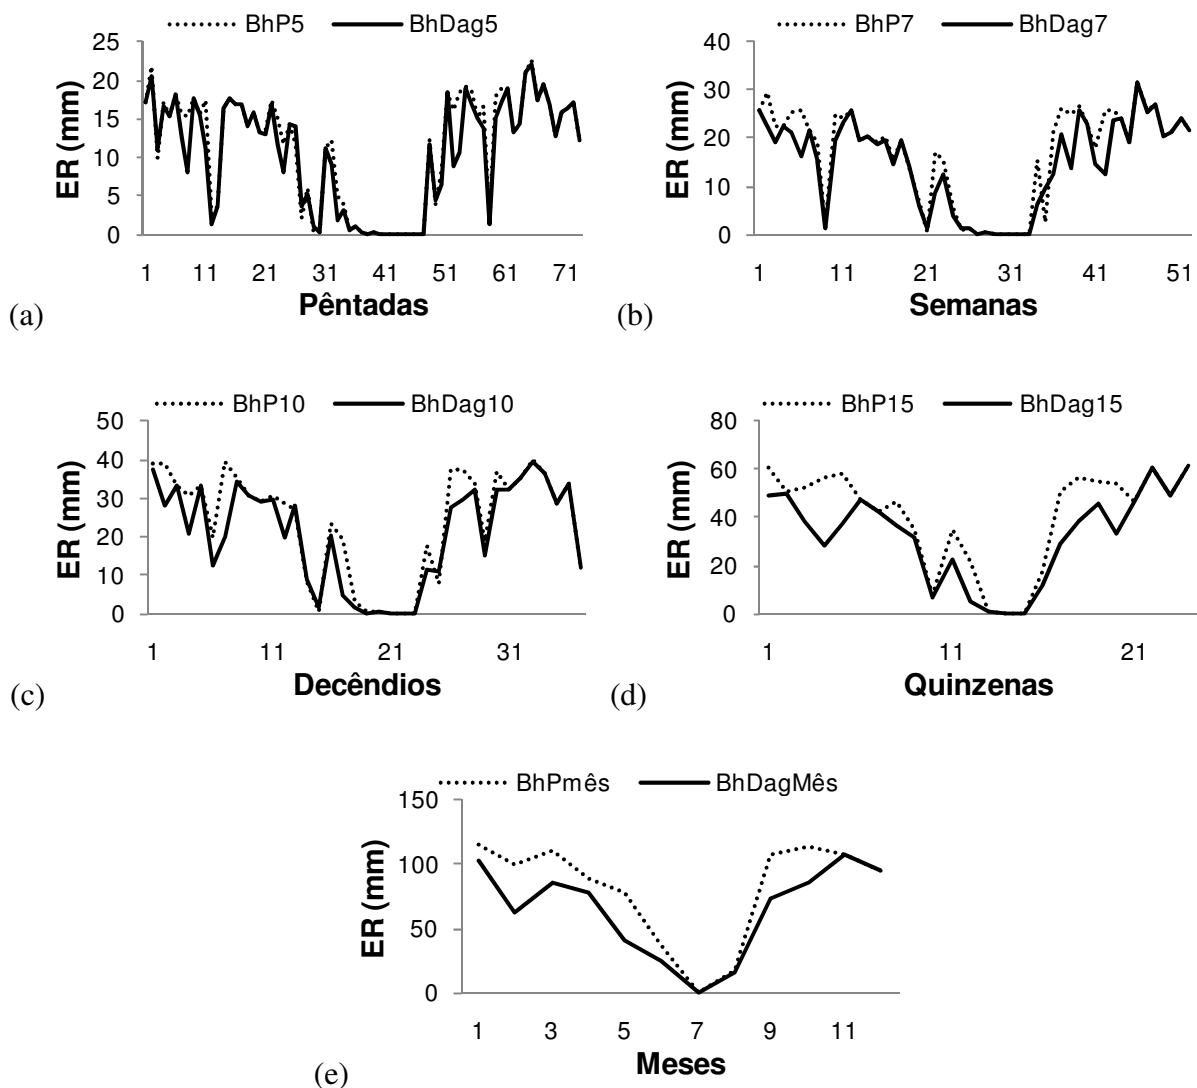 BhP5 BhDag5
25
20
15
10
5
0
ER (mm)
1 11 21 31 41 51 61 71
Pêntadas
(a)
BhP7 BhDag7
40
30
20
10
0
ER (mm)
1 11 21 31 41 51
Semanas
(b)
BhP10 BhDag10
50
40
30
20
10
0
ER (mm)
1 11 21 31
Decêndios
(c)
BhP15 BhDag15
80
60
40
20
0
ER (mm)
1 11 21
Quinzenas
(d)
BhPmês BhDagMês
150
100
50
0
ER (mm)
1 3 5 7 9 11
Meses
(e)